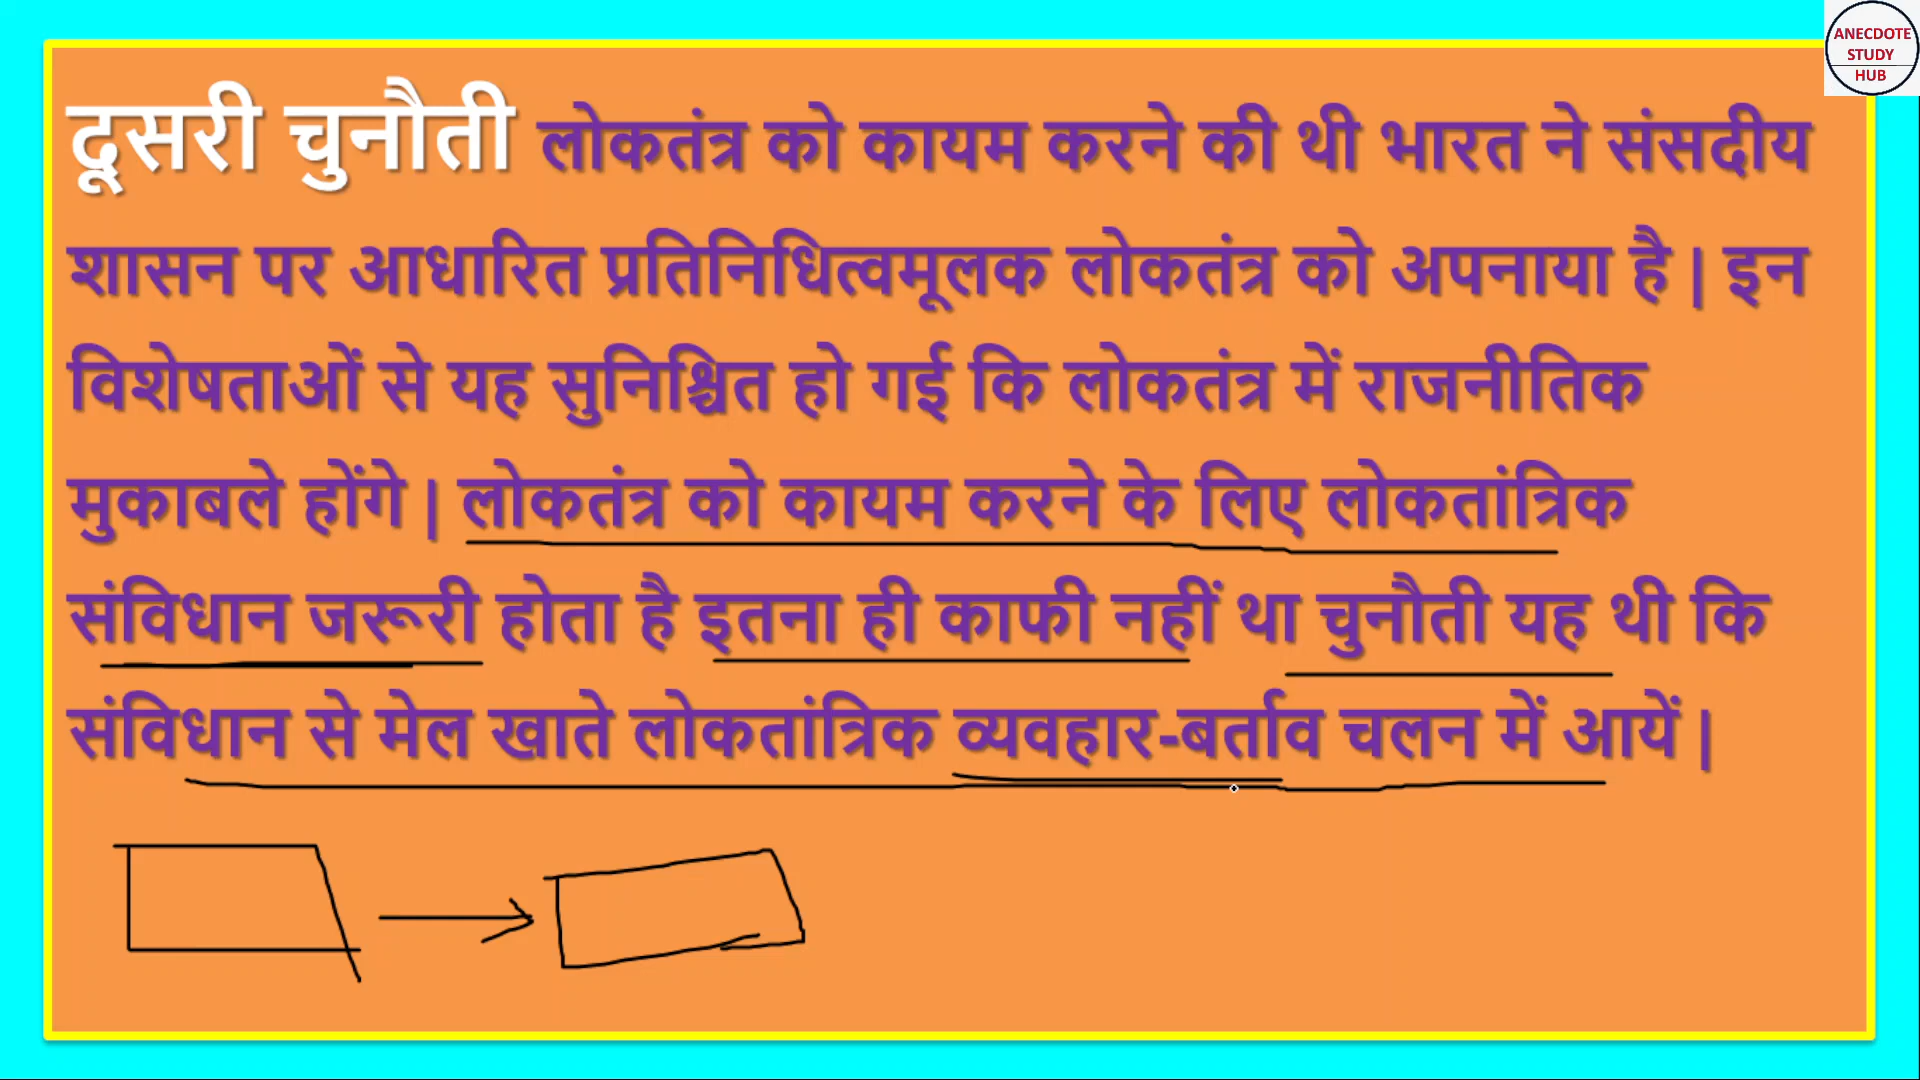 ANECDOTE
STUDY
HUB
दूसरी चुनौती लोकतंत्र को कायम करने की थी भारत ने संसदीय
शासन पर आधारित प्रतिनिधित्वमूलक लोकतंत्र को अपनाया है | इन
विशेषताओं से यह सुनिश्चित हो गई कि लोकतंत्र में राजनीतिक
मुकाबले होंगे | लोकतंत्र को कायम करने के लिए लोकतांत्रिक
संविधान जरूरी होता है इतना ही काफी नहीं था चुनौती यह थी कि
संविधान से मेल खाते लोकतांत्रिक व्यवहार-बर्ताव चलन में आयें |